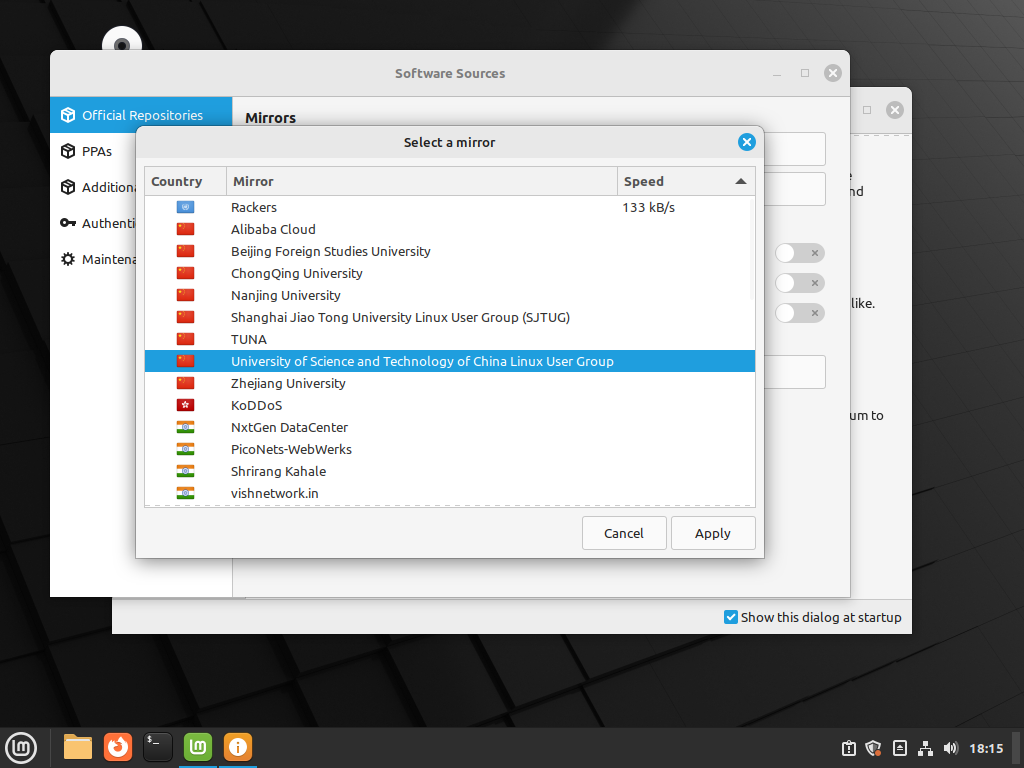 Software Sources
Official Repositories
PPAs
Additiona
Authenti
Maintena
Mirrors
Select a mirror
Country Mirror Speed
Rackers 133 kB/s
Alibaba Cloud
Beijing Foreign Studies University
ChongQing University
Nanjing University
Shanghai Jiao Tong University Linux User Group (SJTUG)
TUNA
University of Science and Technology of China Linux User Group
Zhejiang University
KoDDoS
NxtGen DataCenter
PicoNets-WebWerks
Shrirang Kahale
vishnetwork.in
Cancel Apply
nd
like.
um to
Show this dialog at startup
18:15